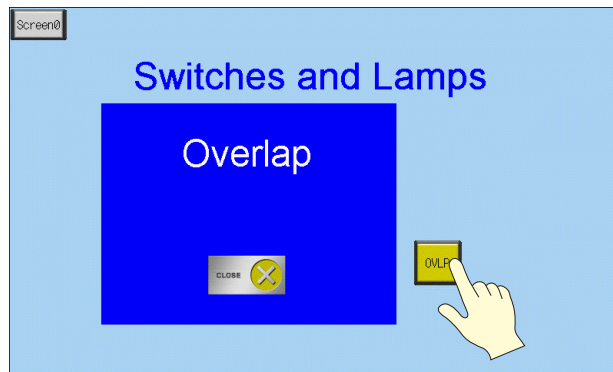 Screen0
Switches and Lamps
Overlap
CLOSE
OVLP